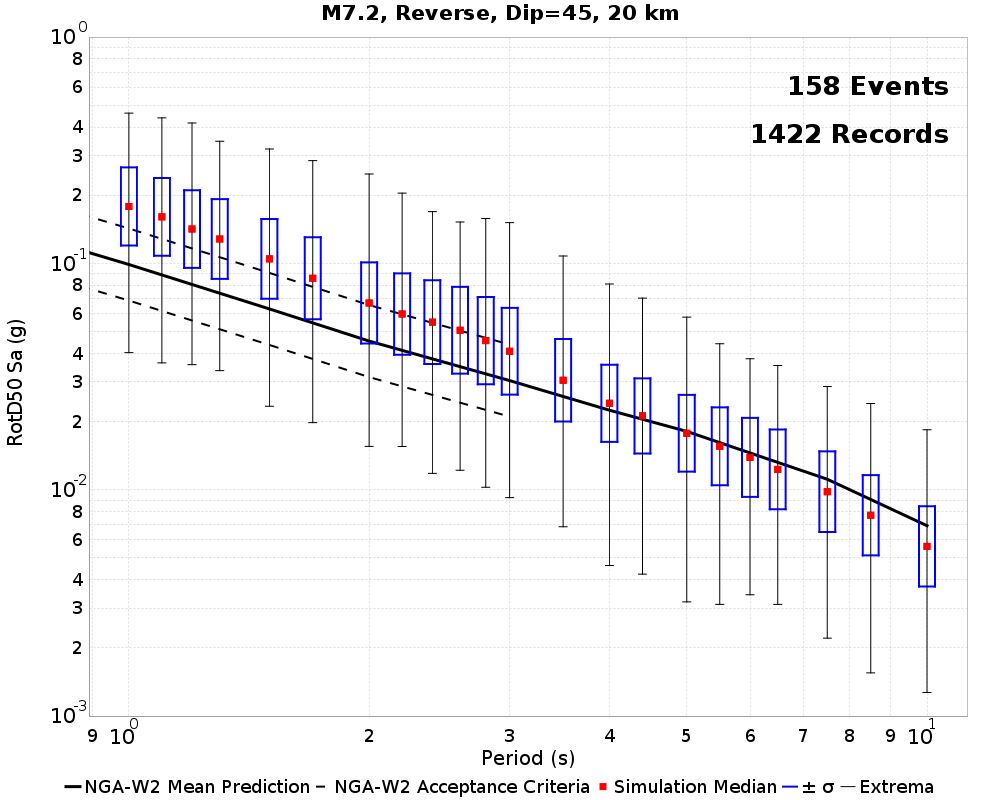 M7.2, Reverse, Dip=45, 20 km
158 Events
1422 Records
RotD50 Sa (g)
10^0
8
6
4
3
2
10^-1
8
6
4
3
2
10^-2
8
6
4
3
2
10^-3
9 10^0 2 3 4 5 6 7 8 9 10^1
Period (s)
NGA-W2 Mean Prediction NGA-W2 Acceptance Criteria Simulation Median ± σ Extrema